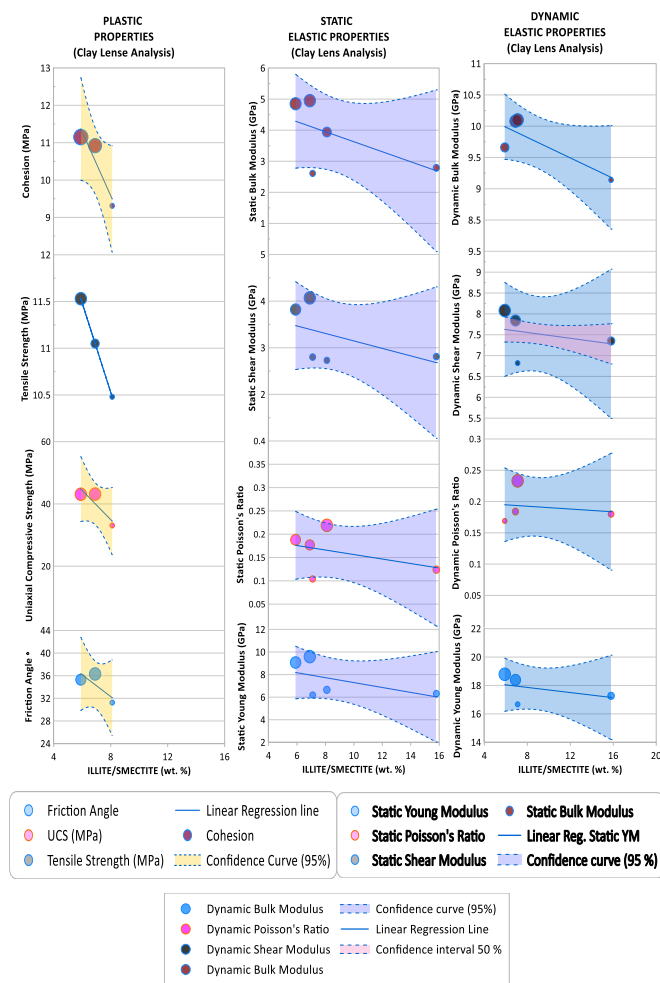 PLASTIC
PROPERTIES
(Clay Lense Analysis)
STATIC
ELASTIC PROPERTIES
(Clay Lens Analysis)
DYNAMIC
ELASTIC PROPERTIES
(Clay Lens Analysis)
Cohesion (MPa)
13
12
11
10
9
12
Tensile Strength (MPa)
11.5
11
10.5
60
Uniaxial Compressive Strength (MPa)
40
20
44
Friction Angle °
40
36
32
28
24
4
8
12
16
ILLITE/SMECTITE (wt. %)
Static Bulk Modulus (GPa)
6
5
4
3
2
1
5
Static Shear Modulus (GPa)
4
3
2
0.4
Static Poisson's Ratio
0.35
0.3
0.25
0.2
0.15
0.1
0.05
12
Static Young Modulus (GPa)
10
8
6
4
2
4
6
8
10
12
14
16
ILLITE/SMECTITE (wt. %)
Dynamic Bulk Modulus (GPa)
11
10.5
10
9.5
9
8.5
9.5
Dynamic Shear Modulus (GPa)
9
8.5
8
7.5
7
6.5
6
5.5
0.3
Dynamic Poisson's Ratio
0.25
0.2
0.15
0.1
0.05
22
Dynamic Young Modulus (GPa)
20
18
16
14
4
8
12
16
20
ILLITE/SMECTITE (wt. %)
Friction Angle
Linear Regression line
UCS (MPa)
Cohesion
Tensile Strength (MPa)
Confidence Curve (95%)
Static Young Modulus
Static Bulk Modulus
Static Poisson's Ratio
Linear Reg. Static YM
Static Shear Modulus
Confidence curve (95 %)
Dynamic Bulk Modulus
Confidence curve (95%)
Dynamic Poisson's Ratio
Linear Regression Line
Dynamic Shear Modulus
Confidence interval 50 %
Dynamic Bulk Modulus